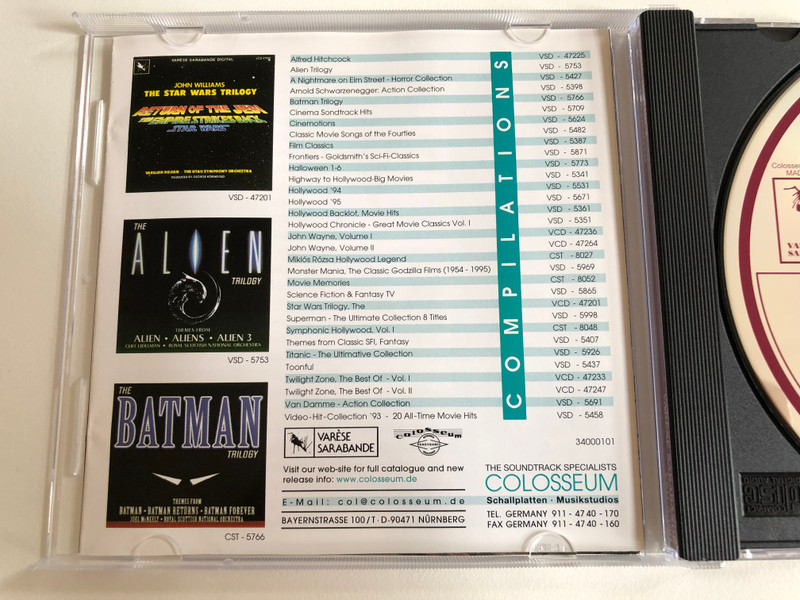 VARÈSE SARABANDE DIGITAL
JOHN WILLIAMS
THE STAR WARS TRILOGY
RETURN OF THE JEDI
THE EMPIRE STRIKES BACK
STAR WARS
VSD - 47201
THE
ALIEN
TRILOGY
THEMES FROM
ALIEN • ALIENS • ALIEN 3
CLIFF EIDELMAN • ROYAL SCOTTISH NATIONAL ORCHESTRA
VSD - 5753
THE
BATMAN
TRILOGY
THEMES FROM
BATMAN • BATMAN RETURNS • BATMAN FOREVER
JOEL McNEELY • ROYAL SCOTTISH NATIONAL ORCHESTRA
CST - 5766
COMPILATIONS
Alfred Hitchcock VSD - 47225
Alien Trilogy VSD - 5753
A Nightmare on Elm Street - Horror Collection VSD - 5427
Arnold Schwarzenegger: Action Collection VSD - 5398
Batman Trilogy VSD - 5766
Cinema Sondtrack Hits VSD - 5709
Cinemotions VSD - 5624
Classic Movie Songs of the Fourties VSD - 5482
Film Classics VSD - 5387
Frontiers - Goldsmith's Sci-Fi-Classics VSD - 5871
Halloween 1-6 VSD - 5773
Highway to Hollywood-Big Movies VSD - 5341
Hollywood '94 VSD - 5531
Hollywood '95 VSD - 5671
Hollywood Backlot, Movie Hits VSD - 5361
Hollywood Chronicle - Great Movie Classics Vol. I VSD - 5351
John Wayne, Volume I VCD - 47236
John Wayne, Volume II VCD - 47264
Miklós Rózsa Hollywood Legend CST - 8027
Monster Mania, The Classic Godzilla Films (1954 - 1995) VSD - 5969
Movie Memories CST - 8052
Science Fiction & Fantasy TV VSD - 5865
Star Wars Trilogy, The VCD - 47201
Superman - The Ultimate Collection 8 Titles VSD - 5998
Symphonic Hollywood, Vol. I CST - 8048
Themes from Classic SFI, Fantasy VSD - 5407
Titanic - The Ultimative Collection VSD - 5926
Toonful VSD - 5437
Twilight Zone, The Best Of - Vol. I VCD - 47233
Twilight Zone, The Best Of - Vol. II VCD - 47247
Van Damme - Action Collection VSD - 5691
Video-Hit-Collection '93 - 20 All-Time Movie Hits VSD - 5458
34000101
VARÈSE
SARABANDE
colosseum
Visit our web-site for full catalogue and new
release info: www.colosseum.de
E-Mail: col@colosseum.de
BAYERNSTRASSE 100/T · D-90471 NÜRNBERG
THE SOUNDTRACK SPECIALISTS
COLOSSEUM
Schallplatten · Musikstudios
TEL. GERMANY 911 - 47 40 - 170
FAX GERMANY 911 - 47 40 - 160